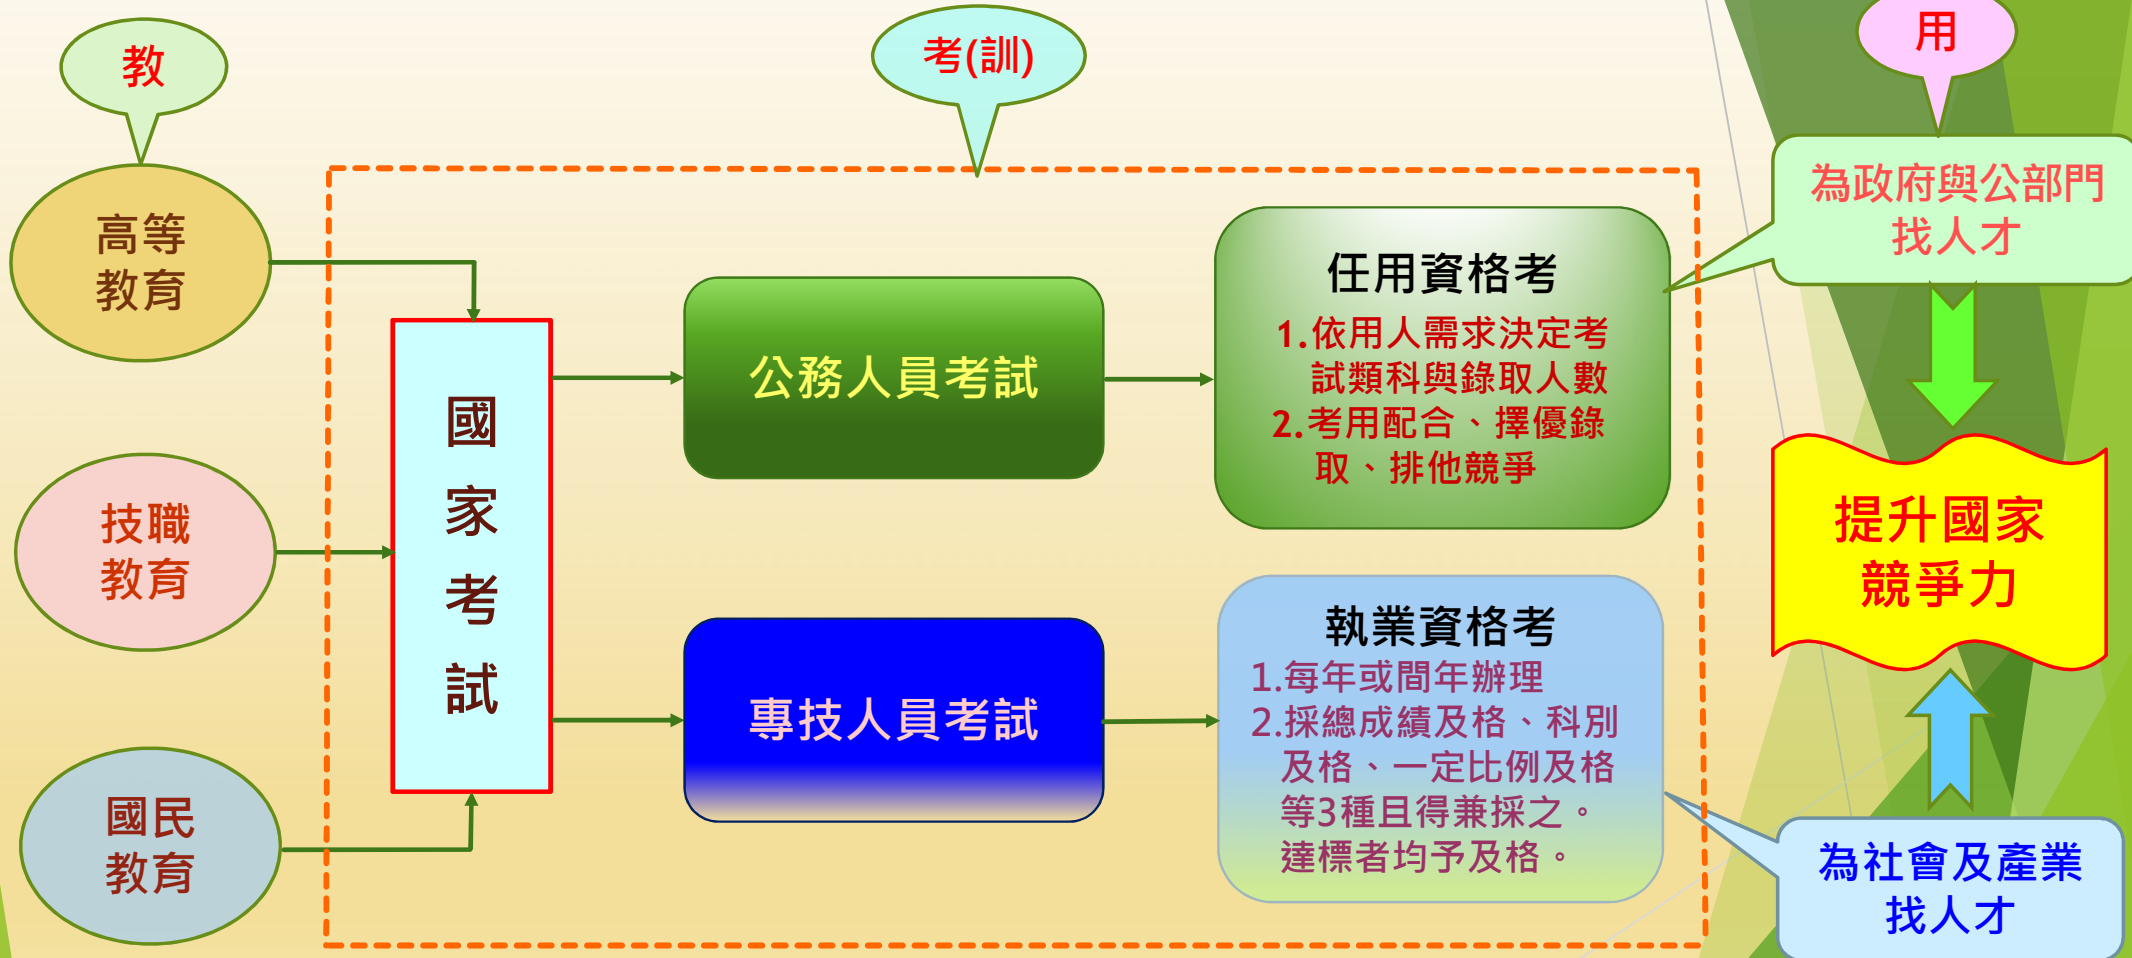 教
考(訓)
用
高等
教育
技職
教育
國民
教育
國
家
考
試
公務人員考試
專技人員考試
任用資格考
1.依用人需求決定考
試類科與錄取人數
2.考用配合、擇優錄
取、排他競爭
執業資格考
1.每年或間年辦理
2.採總成績及格、科別
及格、一定比例及格
等3種且得兼採之。
達標者均予及格。
為政府與公部門
找人才
提升國家
競爭力
為社會及產業
找人才